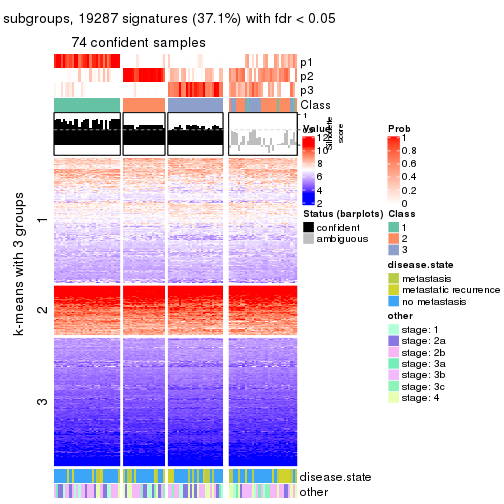 subgroups, 19287 signatures (37.1%) with fdr < 0.05
74 confident samples
p1
p2
p3
Class
1
score
Value
12
10
8
6
4
2
Prob
1
0.8
0.6
0.4
0.2
0
Status (barplots)
confident
ambiguous
Class
1
2
3
disease.state
metastasis
metastatic recurrence
no metastasis
other
stage: 1
stage: 2a
stage: 2b
stage: 3a
stage: 3b
stage: 3c
stage: 4
k-means with 3 groups
1
2
3
disease.state
other